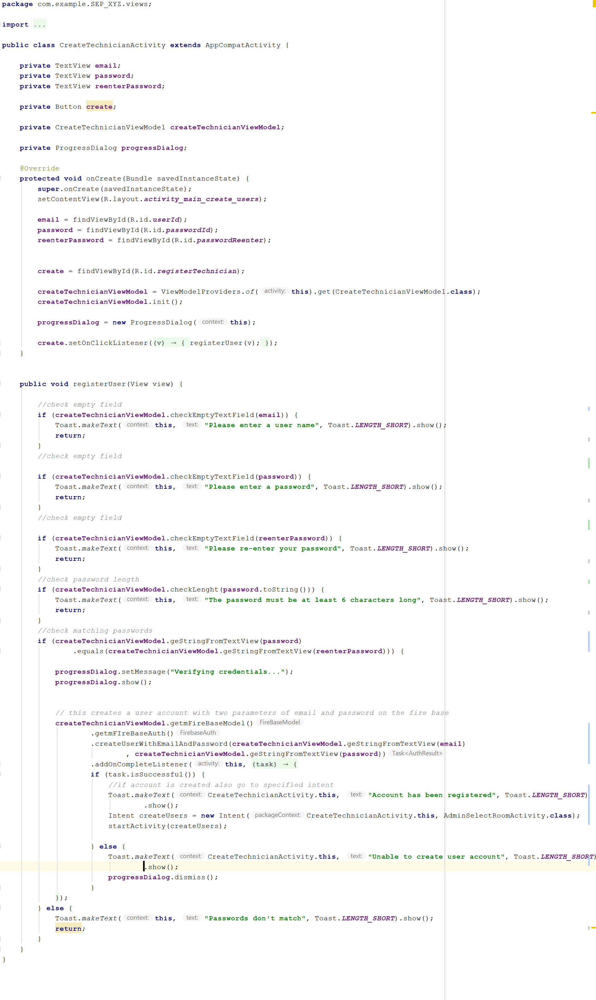 package com.example.SEP_XYZ.views;
import ...
public class CreateTechnicianActivity extends AppCompatActivity {
private TextView email;
private TextView password;
private TextView reenterPassword;
private Button create;
private CreateTechnicianViewModel createTechnicianViewModel;
private ProgressDialog progressDialog;
@Override
protected void onCreate(Bundle savedInstanceState) {
super.onCreate(savedInstanceState);
setContentView(R.layout.activity_main_create_users);
email = findViewById(R.id.userId);
password = findViewById(R.id.passwordId);
reenterPassword = findViewById(R.id.passwordReenter);
create = findViewById(R.id.registerTechnician);
createTechnicianViewModel = ViewModelProviders.of( activity: this).get(CreateTechnicianViewModel.class);
createTechnicianViewModel.init();
progressDialog = new ProgressDialog( context: this);
create.setOnClickListener((v) → { registerUser(v); });
}
public void registerUser(View view) {
//check empty field
if (createTechnicianViewModel.checkEmptyTextField(email)) {
Toast.makeText( context: this, text: "Please enter a user name", Toast.LENGTH_SHORT).show();
return;
}
//check empty field
if (createTechnicianViewModel.checkEmptyTextField(password)) {
Toast.makeText( context: this, text: "Please enter a password", Toast.LENGTH_SHORT).show();
return;
}
//check empty field
if (createTechnicianViewModel.checkEmptyTextField(reenterPassword)) {
Toast.makeText( context: this, text: "Please re-enter your password", Toast.LENGTH_SHORT).show();
return;
}
//check password length
if (createTechnicianViewModel.checkLenght(password.toString())) {
Toast.makeText( context: this, text: "The password must be at least 6 characters long", Toast.LENGTH_SHORT).show();
return;
}
//check matching passwords
if (createTechnicianViewModel.geStringFromTextView(password)
.equals(createTechnicianViewModel.geStringFromTextView(reenterPassword))) {
progressDialog.setMessage("Verifying credentials...");
progressDialog.show();
// this creates a user account with two parameters of email and password on the fire base
createTechnicianViewModel.getmFireBaseModel() FireBaseModel
.getmFIreBaseAuth() FirebaseAuth
.createUserWithEmailAndPassword(createTechnicianViewModel.geStringFromTextView(email)
, createTechnicianViewModel.geStringFromTextView(password)) Task<AuthResult>
.addOnCompleteListener( activity: this, (task) → {
if (task.isSuccessful()) {
//if account is created also go to specified intent
Toast.makeText( context: CreateTechnicianActivity.this, text: "Account has been registered", Toast.LENGTH_SHORT)
.show();
Intent createUsers = new Intent( packageContext: CreateTechnicianActivity.this, AdminSelectRoomActivity.class);
startActivity(createUsers);
} else {
Toast.makeText( context: CreateTechnicianActivity.this, text: "Unable to create user account", Toast.LENGTH_SHORT)
.show();
progressDialog.dismiss();
}
});
} else {
Toast.makeText( context: this, text: "Passwords don't match", Toast.LENGTH_SHORT).show();
return;
}
}
}